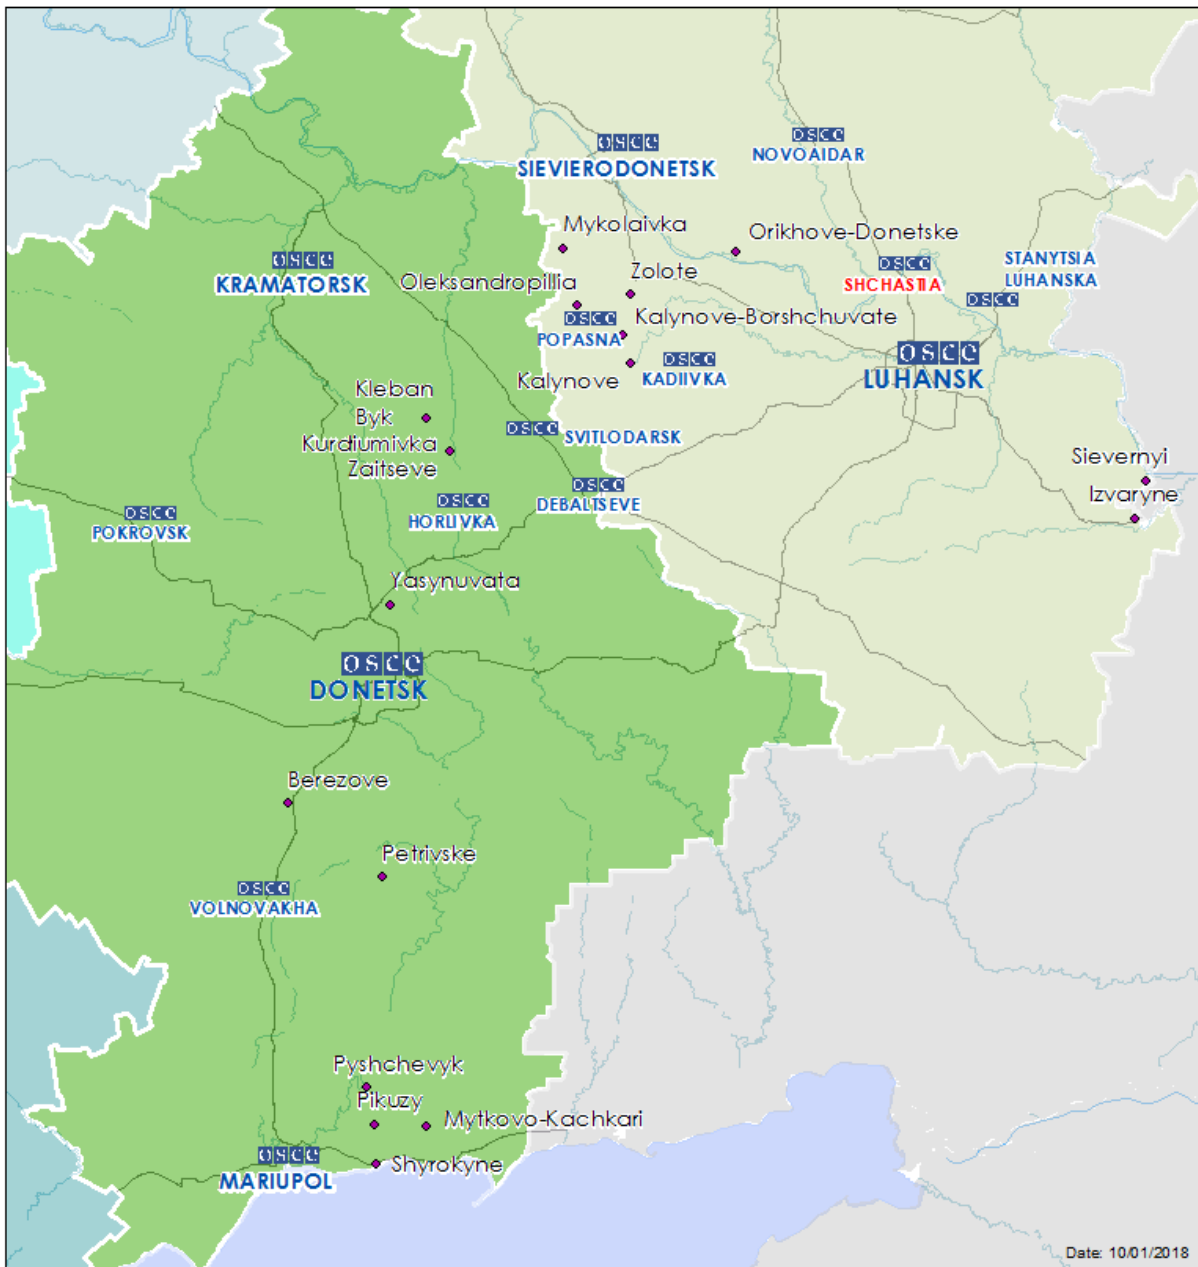 OSCE
NOVOAIDAR
OSCE
SIEVIERODONETSK
Mykolaivka
Orikhove-Donetske
OSCE
KRAMATORSK
OSCE
SHCHASTIA
STANYTSIA
LUHANSKA
OSCE
Oleksandropillia
Zolote
OSCE
POPASNA
Kalynove-Borshchuvate
OSCE
LUHANSK
OSCE
KADIIVKA
Kalynove
Kleban
Byk
OSCE
SVITLODARSK
Kurdiumivka
Zaitseve
Sievernyi
Izvaryne
OSCE
DEBALTSEVE
OSCE
HORLIVKA
OSCE
POKROVSK
Yasynuvata
OSCE
DONETSK
Berezove
Petrivske
OSCE
VOLNOVAKHA
Pyshchevyk
Pikuzy
Mytkovo-Kachkari
OSCE
MARIUPOL
Shyrokyne
Date: 10/01/2018